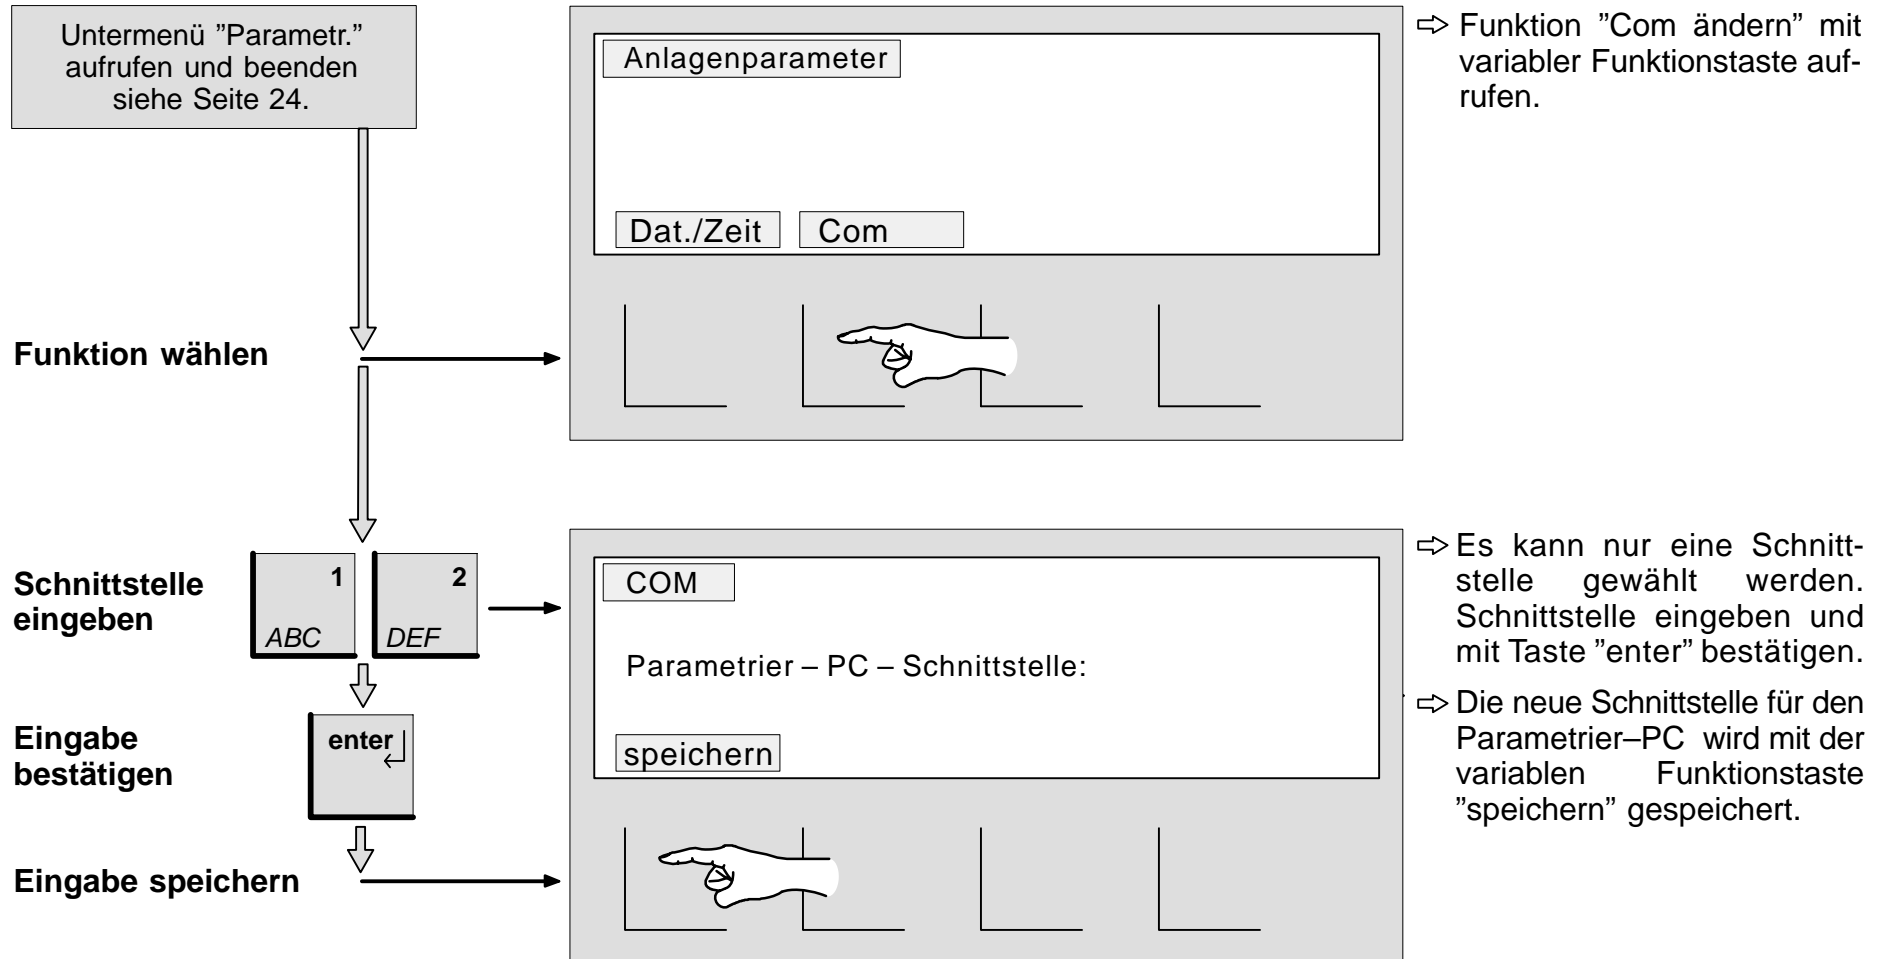 Untermenü ”Parametr.”
aufrufen und beenden
siehe Seite 24.
Anlagenparameter
Dat./Zeit
Com
⇨ Funktion ”Com ändern” mit
variabler Funktionstaste auf-
rufen.
Funktion wählen
Schnittstelle
eingeben
1
ABC
2
DEF
COM
Parametrier – PC – Schnittstelle:
speichern
⇨ Es kann nur eine Schnitt-
stelle gewählt werden.
Schnittstelle eingeben und
mit Taste ”enter” bestätigen.
⇨ Die neue Schnittstelle für den
Parametrier–PC wird mit der
variablen Funktionstaste
”speichern” gespeichert.
Eingabe
bestätigen
enter
Eingabe speichern